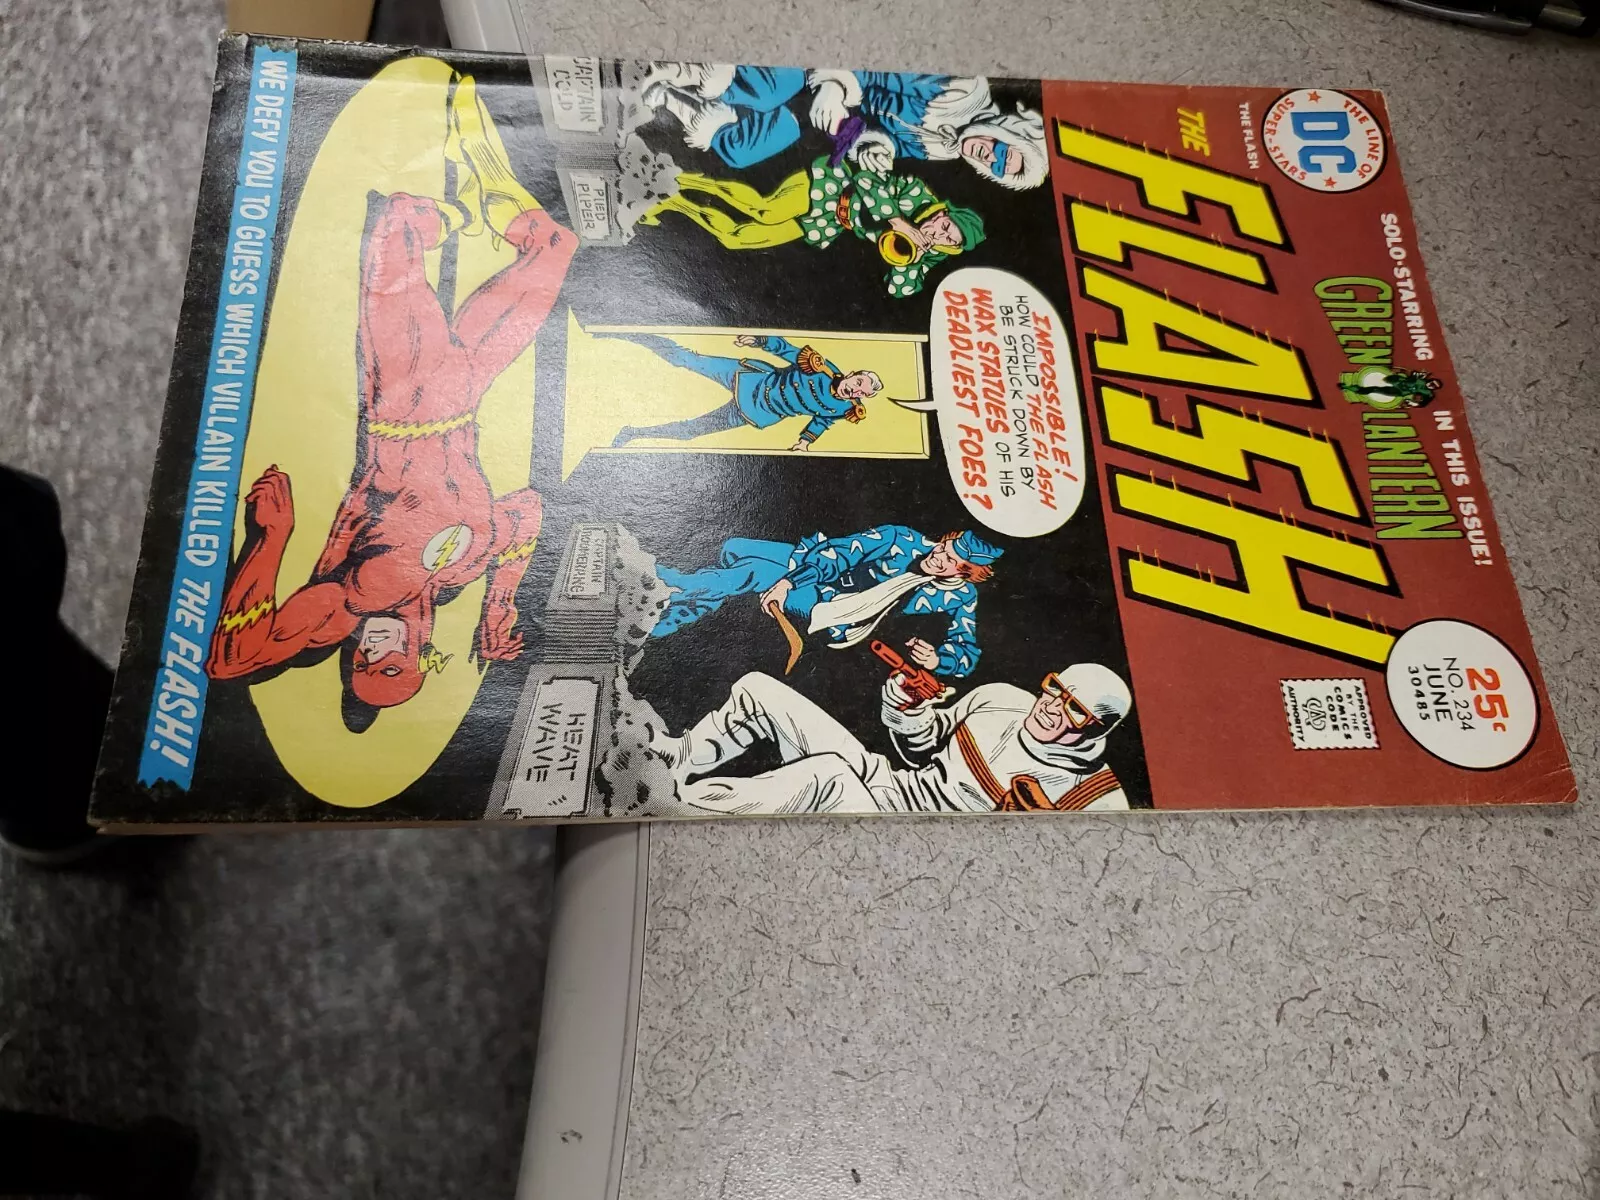 THE LINE OF
DC
SUPER-STARS
SOLO-STARRING
GREEN LANTERN
IN THIS ISSUE!
25¢
NO. 234
JUNE
30485
THE FLASH
THE
FLASH
APPROVED
BY THE
COMICS
CODE
CA
AUTHORITY
IMPOSSIBLE!
HOW COULD THE FLASH
BE STRUCK DOWN BY
WAX STATUES OF HIS
DEADLIEST FOES?
CAPTAIN
COLD
PIED
PIPER
CAPTAIN
BOOMERANG
HEAT
WAVE
WE DEFY YOU TO GUESS WHICH VILLAIN KILLED THE FLASH!